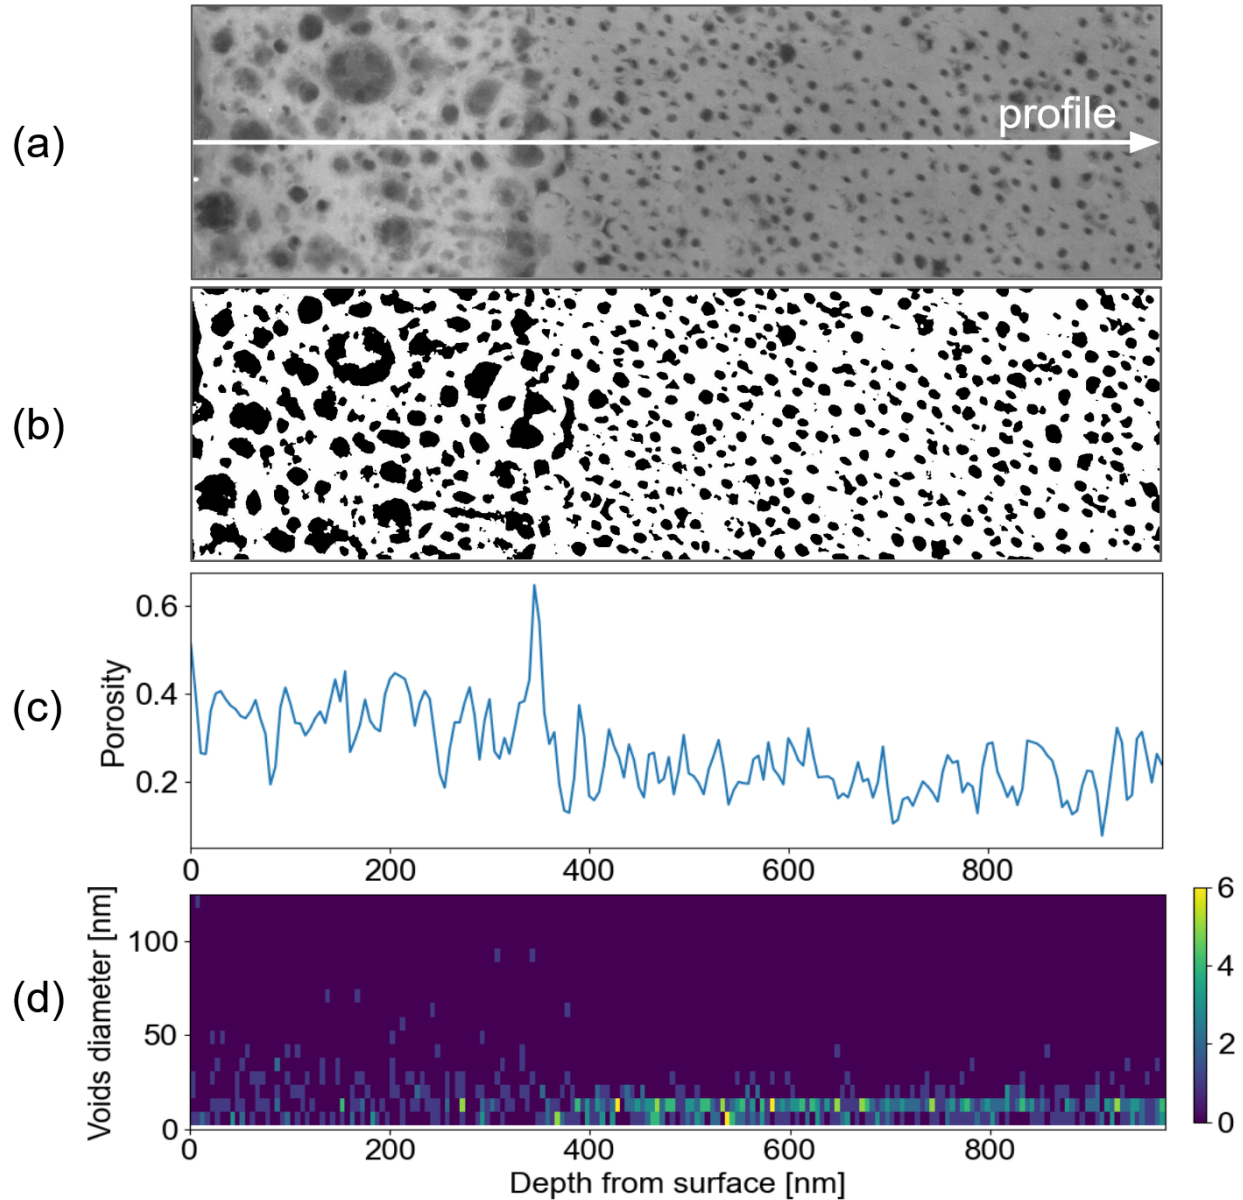 (a)
profile
(b)
(c)
Porosity
0.6
0.4
0.2
0 200 400 600 800
(d)
Voids diameter [nm]
100
50
0
0 200 400 600 800
Depth from surface [nm]
6
4
2
0